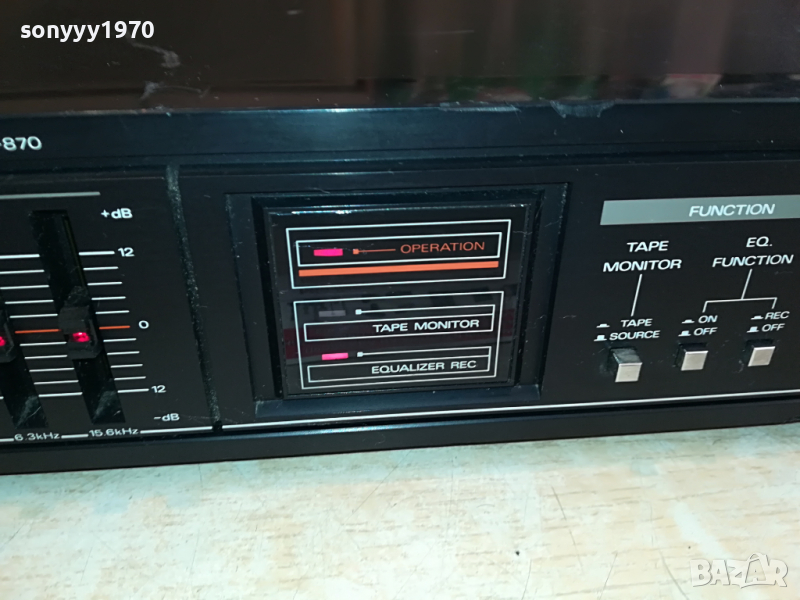 sonyyy1970
-870
+dB
12
0
12
-dB
6.3kHz
15.6kHz
OPERATION
TAPE MONITOR
EQUALIZER REC
FUNCTION
TAPE
MONITOR
EQ.
FUNCTION
TAPE
SOURCE
ON
OFF
REC
OFF
BAZAR